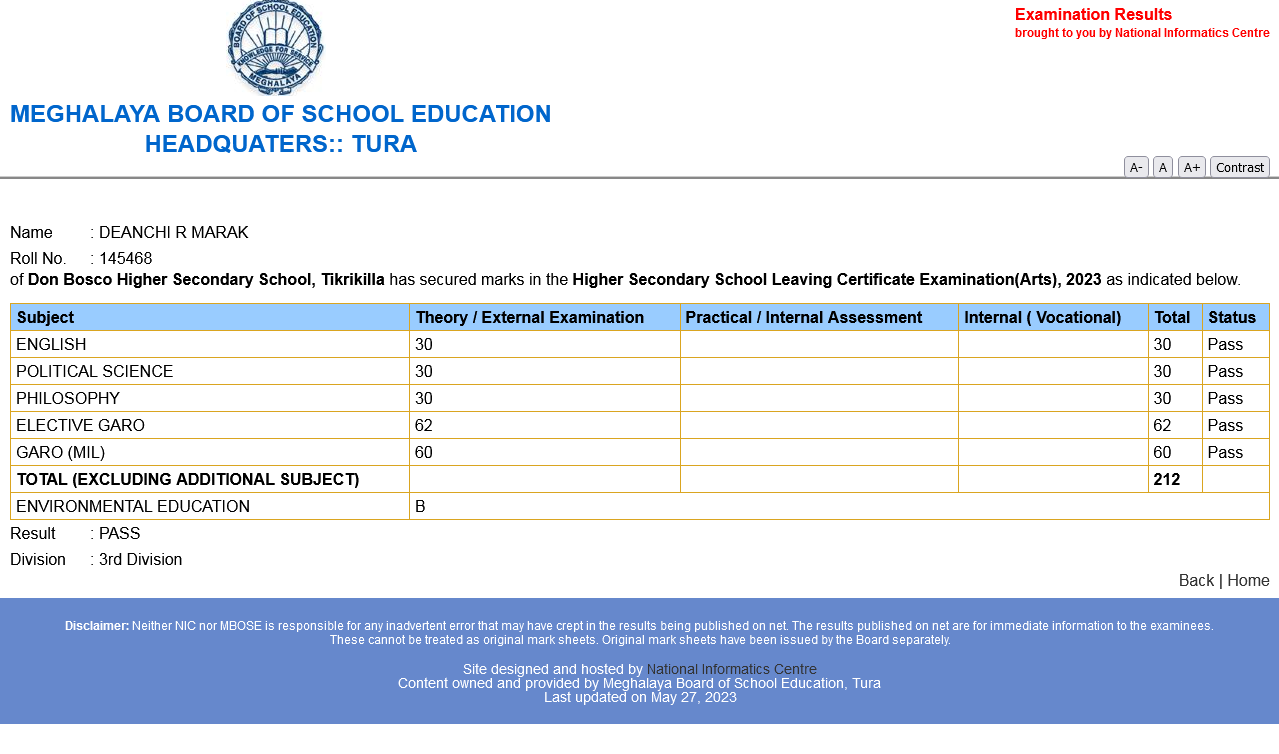 BOARD OF SCHOOL EDUCATION
KNOWLEDGE FOR SERVICE
MEGHALAYA
Examination Results
brought to you by National Informatics Centre
MEGHALAYA BOARD OF SCHOOL EDUCATION
HEADQUATERS:: TURA
A- A A+ Contrast
Name : DEANCHI R MARAK
Roll No. : 145468
of Don Bosco Higher Secondary School, Tikrikilla has secured marks in the Higher Secondary School Leaving Certificate Examination(Arts), 2023 as indicated below.
Subject Theory / External Examination Practical / Internal Assessment Internal ( Vocational) Total Status
ENGLISH 30 30 Pass
POLITICAL SCIENCE 30 30 Pass
PHILOSOPHY 30 30 Pass
ELECTIVE GARO 62 62 Pass
GARO (MIL) 60 60 Pass
TOTAL (EXCLUDING ADDITIONAL SUBJECT) 212
ENVIRONMENTAL EDUCATION B
Result : PASS
Division : 3rd Division
Back | Home
Disclaimer: Neither NIC nor MBOSE is responsible for any inadvertent error that may have crept in the results being published on net. The results published on net are for immediate information to the examinees.
These cannot be treated as original mark sheets. Original mark sheets have been issued by the Board separately.
Site designed and hosted by National Informatics Centre
Content owned and provided by Meghalaya Board of School Education, Tura
Last updated on May 27, 2023